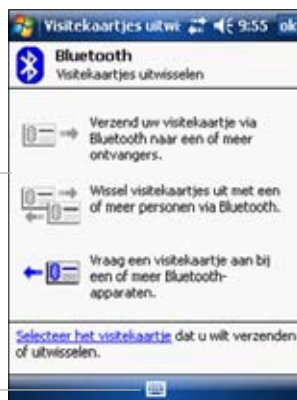 Visitekaartjes uitwi 9:55 ok
Bluetooth
Visitekaartjes uitwisselen
Verzend uw visitekaartje via
Bluetooth naar een of meer
ontvangers.
Wissel visitekaartjes uit met een
of meer personen via Bluetooth.
Vraag een visitekaartje aan bij
een of meer Bluetooth-
apparaten.
Selecteer het visitekaartje dat u wilt verzenden
of uitwisselen.